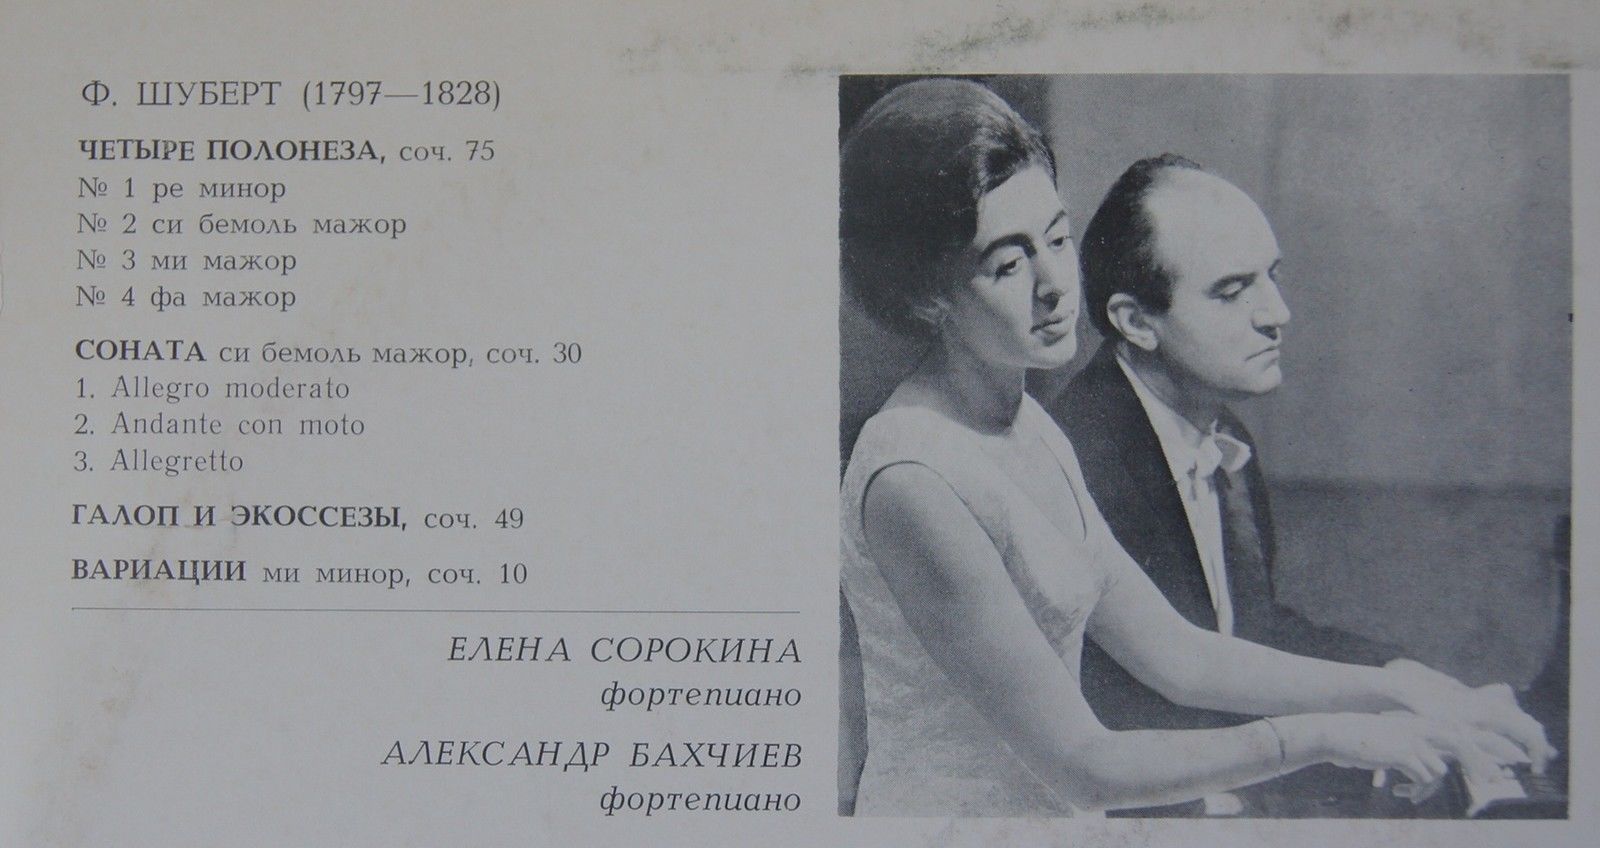 Ф. ШУБЕРТ (1797—1828)
ЧЕТЫРЕ ПОЛОНЕЗА, соч. 75
№ 1 ре минор
№ 2 си бемоль мажор
№ 3 ми мажор
№ 4 фа мажор
СОНАТА си бемоль мажор, соч. 30
1. Allegro moderato
2. Andante con moto
3. Allegretto
ГАЛОП И ЭКОССЕЗЫ, соч. 49
ВАРИАЦИИ ми минор, соч. 10
ЕЛЕНА СОРОКИНА
фортепиано
АЛЕКСАНДР БАХЧИЕВ
фортепиано